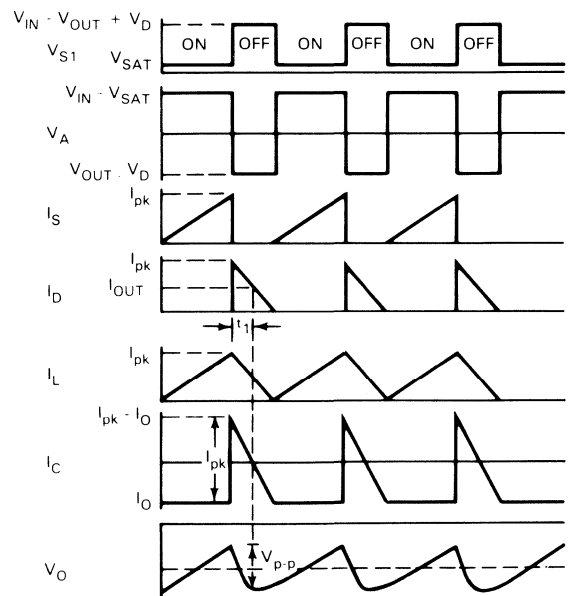 V_IN - V_OUT + V_D
V_S1 ON OFF ON OFF ON OFF
V_SAT
V_IN - V_SAT
V_A
V_OUT - V_D
I_pk
I_S
I_pk
I_D I_OUT
t_1
I_pk
I_L
I_pk - I_O
I_C I_pk
I_O
V_p-p
V_O